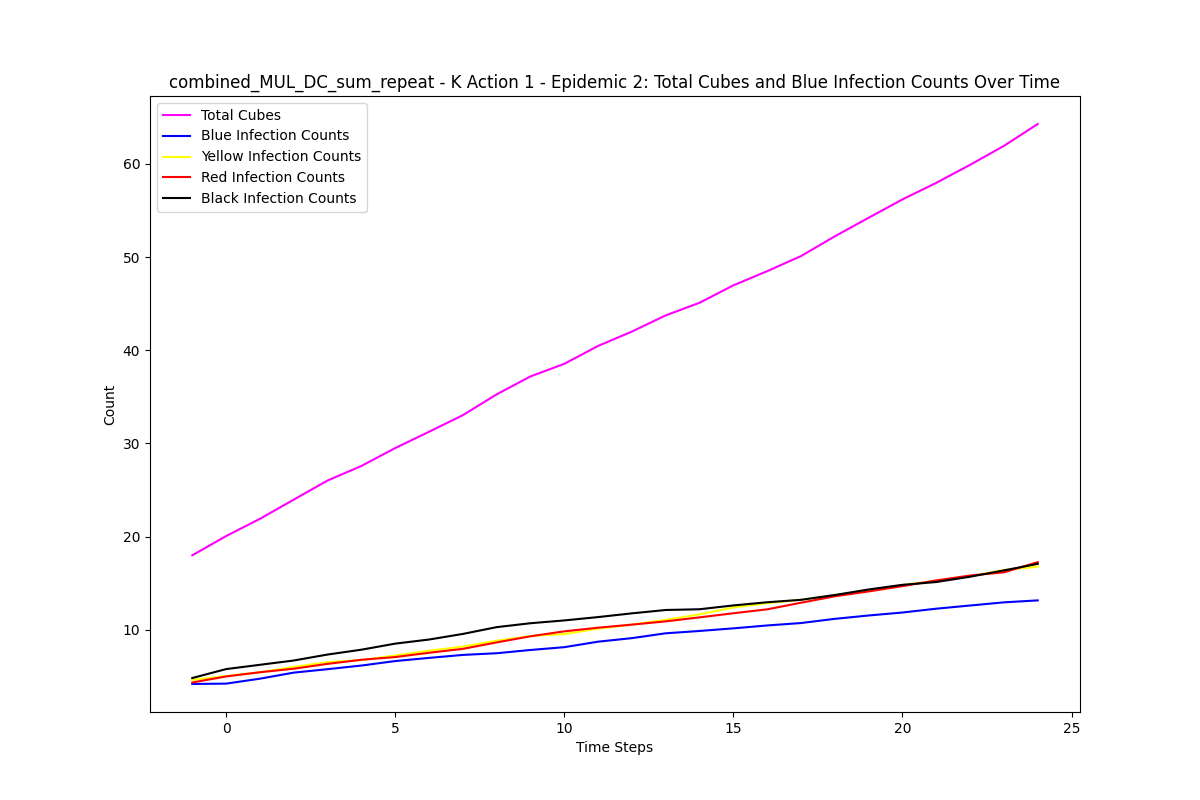 combined_MUL_DC_sum_repeat - K Action 1 - Epidemic 2: Total Cubes and Blue Infection Counts Over Time
Total Cubes
Blue Infection Counts
Yellow Infection Counts
Red Infection Counts
Black Infection Counts
60
50
40
30
20
10
Count
0
5
10
15
20
25
Time Steps